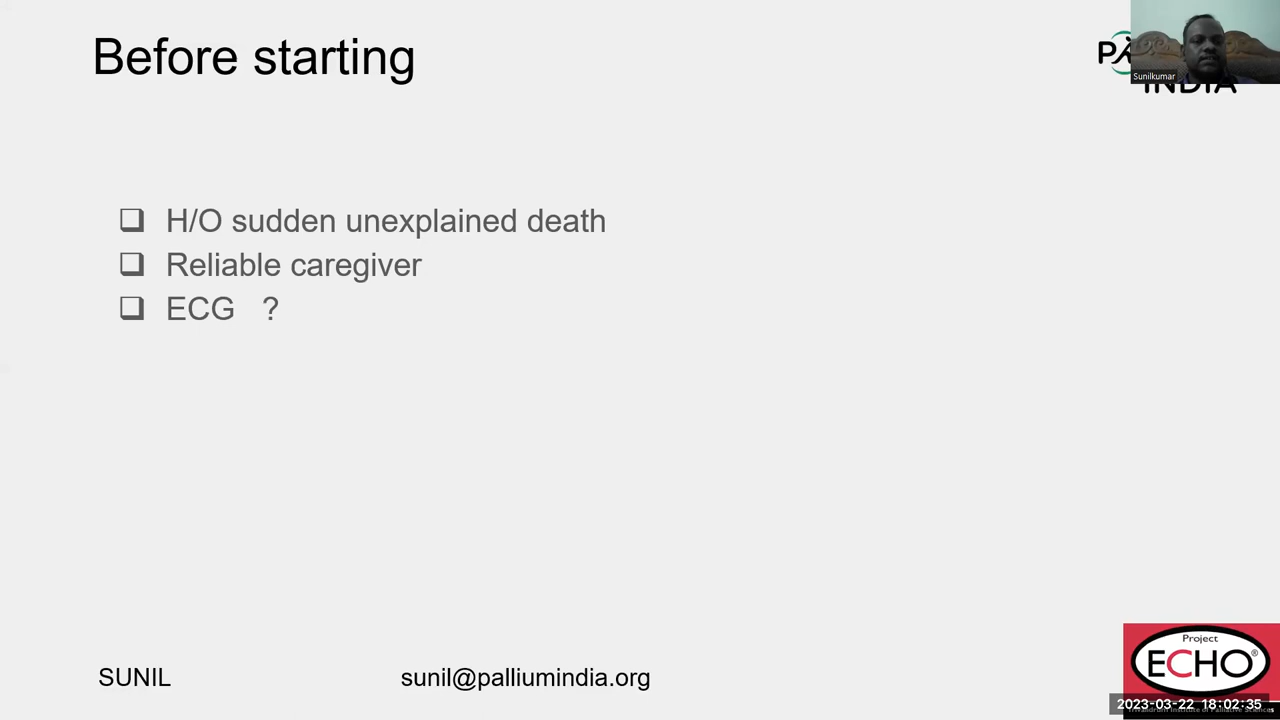 Before starting
Sunilkumar
INDIA
❑ H/O sudden unexplained death
❑ Reliable caregiver
❑ ECG ?
SUNIL
sunil@palliumindia.org
Project
ECHO®
2023-03-22 18:02:35